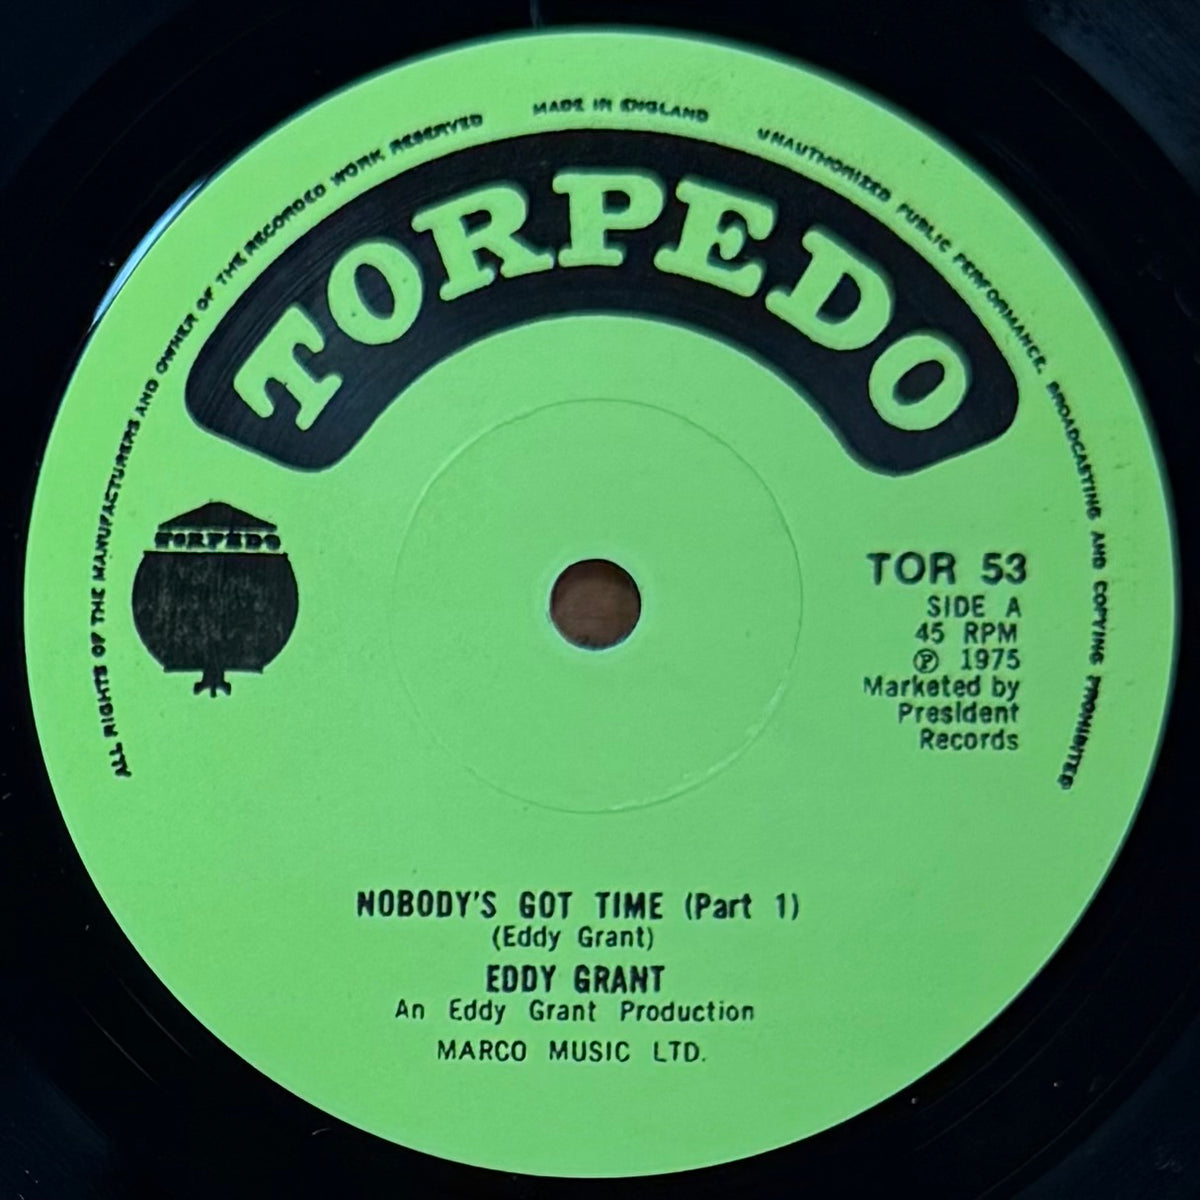 ALL RIGHTS OF THE MANUFACTURERS AND OWNER OF THE RECORDED WORK RESERVED
MADE IN ENGLAND
UNAUTHORIZED PUBLIC PERFORMANCE, BROADCASTING AND COPYING PROHIBITED
TORPEDO
TORPEDO
TOR 53
SIDE A
45 RPM
℗ 1975
Marketed by
President
Records
NOBODY'S GOT TIME (Part 1)
(Eddy Grant)
EDDY GRANT
An Eddy Grant Production
MARCO MUSIC LTD.